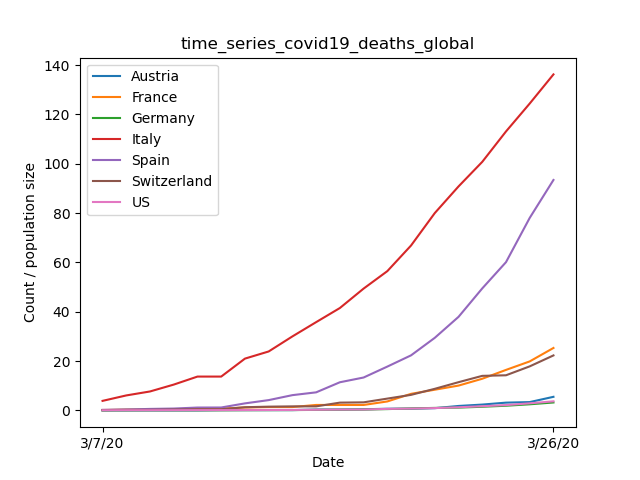 time_series_covid19_deaths_global
140
120
100
80
60
40
20
0
Count / population size
Austria
France
Germany
Italy
Spain
Switzerland
US
3/7/20
3/26/20
Date